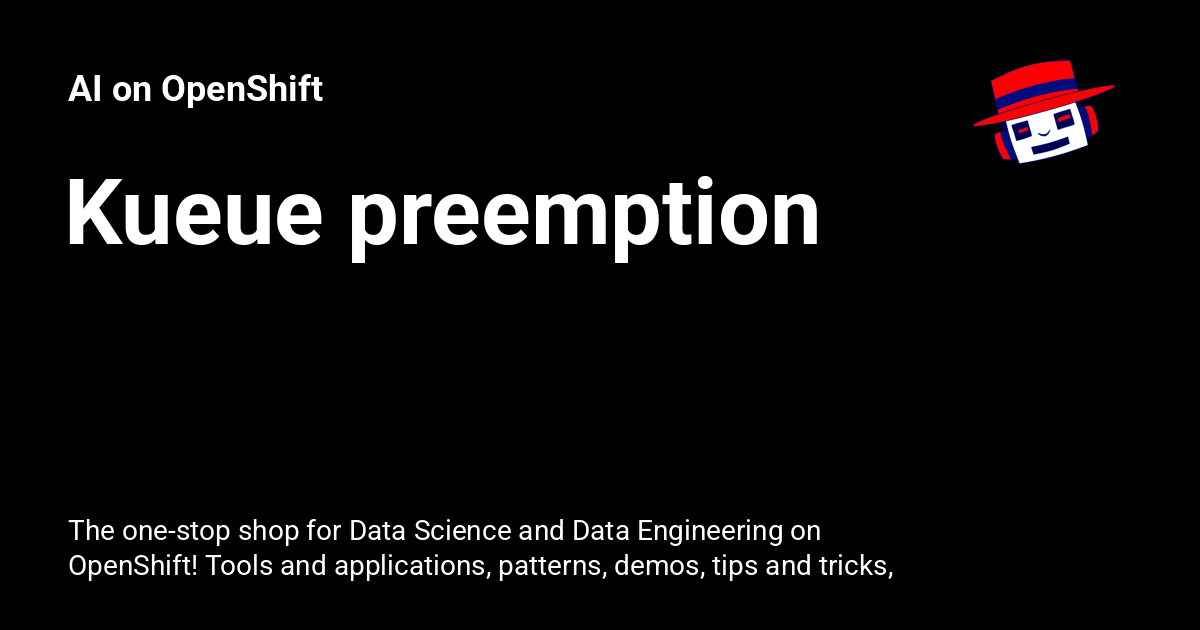 AI on OpenShift
Kueue preemption
The one-stop shop for Data Science and Data Engineering on
OpenShift! Tools and applications, patterns, demos, tips and tricks,